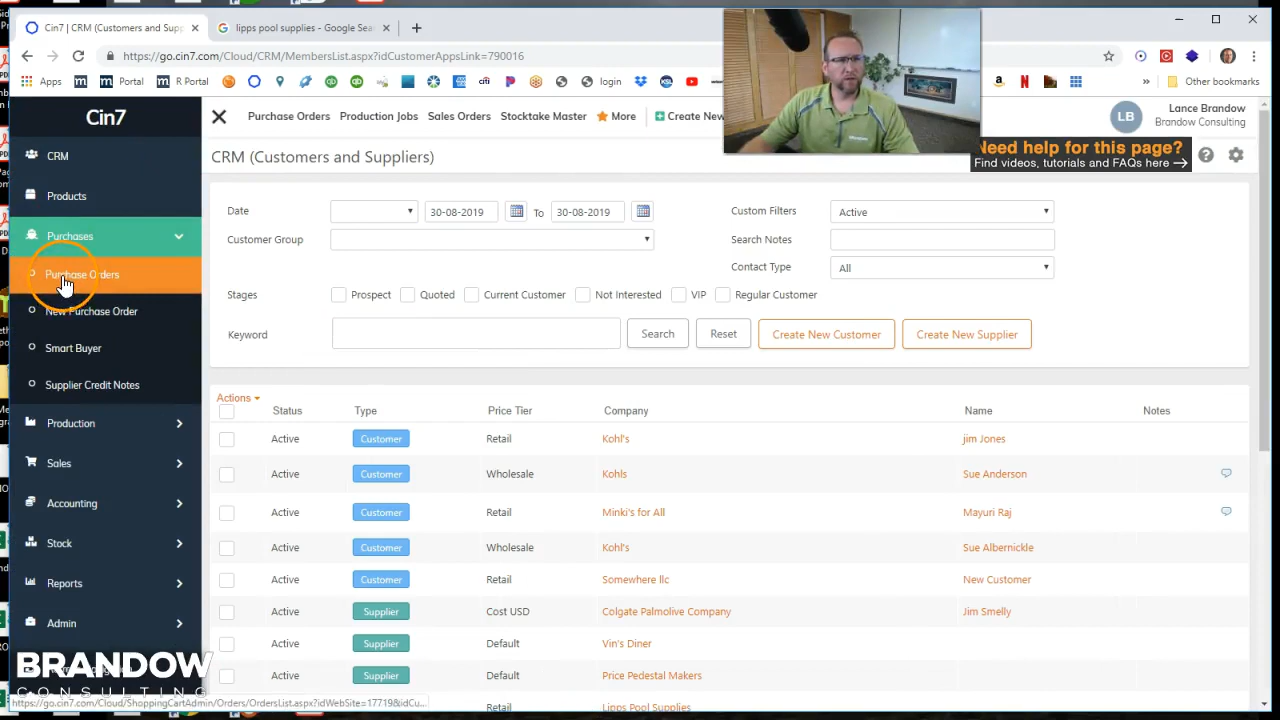 Cin7 | CRM (Customers and Supp
lipps pool supplies - Google Sea
https://go.cin7.com/Cloud/CRM/MembersList.aspx?idCustomerAppsLink=790016
Apps
Portal
R Portal
citi
login
KSL
Other bookmarks
Cin7
Purchase Orders
Production Jobs
Sales Orders
Stocktake Master
More
Create New
LB
Lance Brandow
Brandow Consulting
Need help for this page?
Find videos, tutorials and FAQs here
CRM (Customers and Suppliers)
CRM
Products
Purchases
Purchase Orders
New Purchase Order
Smart Buyer
Supplier Credit Notes
Production
Sales
Accounting
Stock
Reports
Admin
Date
30-08-2019
To
30-08-2019
Custom Filters
Active
Customer Group
Search Notes
Contact Type
All
Stages
Prospect
Quoted
Current Customer
Not Interested
VIP
Regular Customer
Keyword
Search
Reset
Create New Customer
Create New Supplier
Actions
Status Type Price Tier Company Name Notes
Active Customer Retail Kohl's jim Jones
Active Customer Wholesale Kohls Sue Anderson
Active Customer Retail Minki's for All Mayuri Raj
Active Customer Wholesale Kohl's Sue Albernickle
Active Customer Retail Somewhere llc New Customer
Active Supplier Cost USD Colgate Palmolive Company Jim Smelly
Active Supplier Default Vin's Diner
Active Supplier Default Price Pedestal Makers
Retail Lipps Pool Supplies
BRANDOW
CONSULTING
https://go.cin7.com/Cloud/ShoppingCartAdmin/Orders/OrdersList.aspx?idWebSite=17719&idCu...